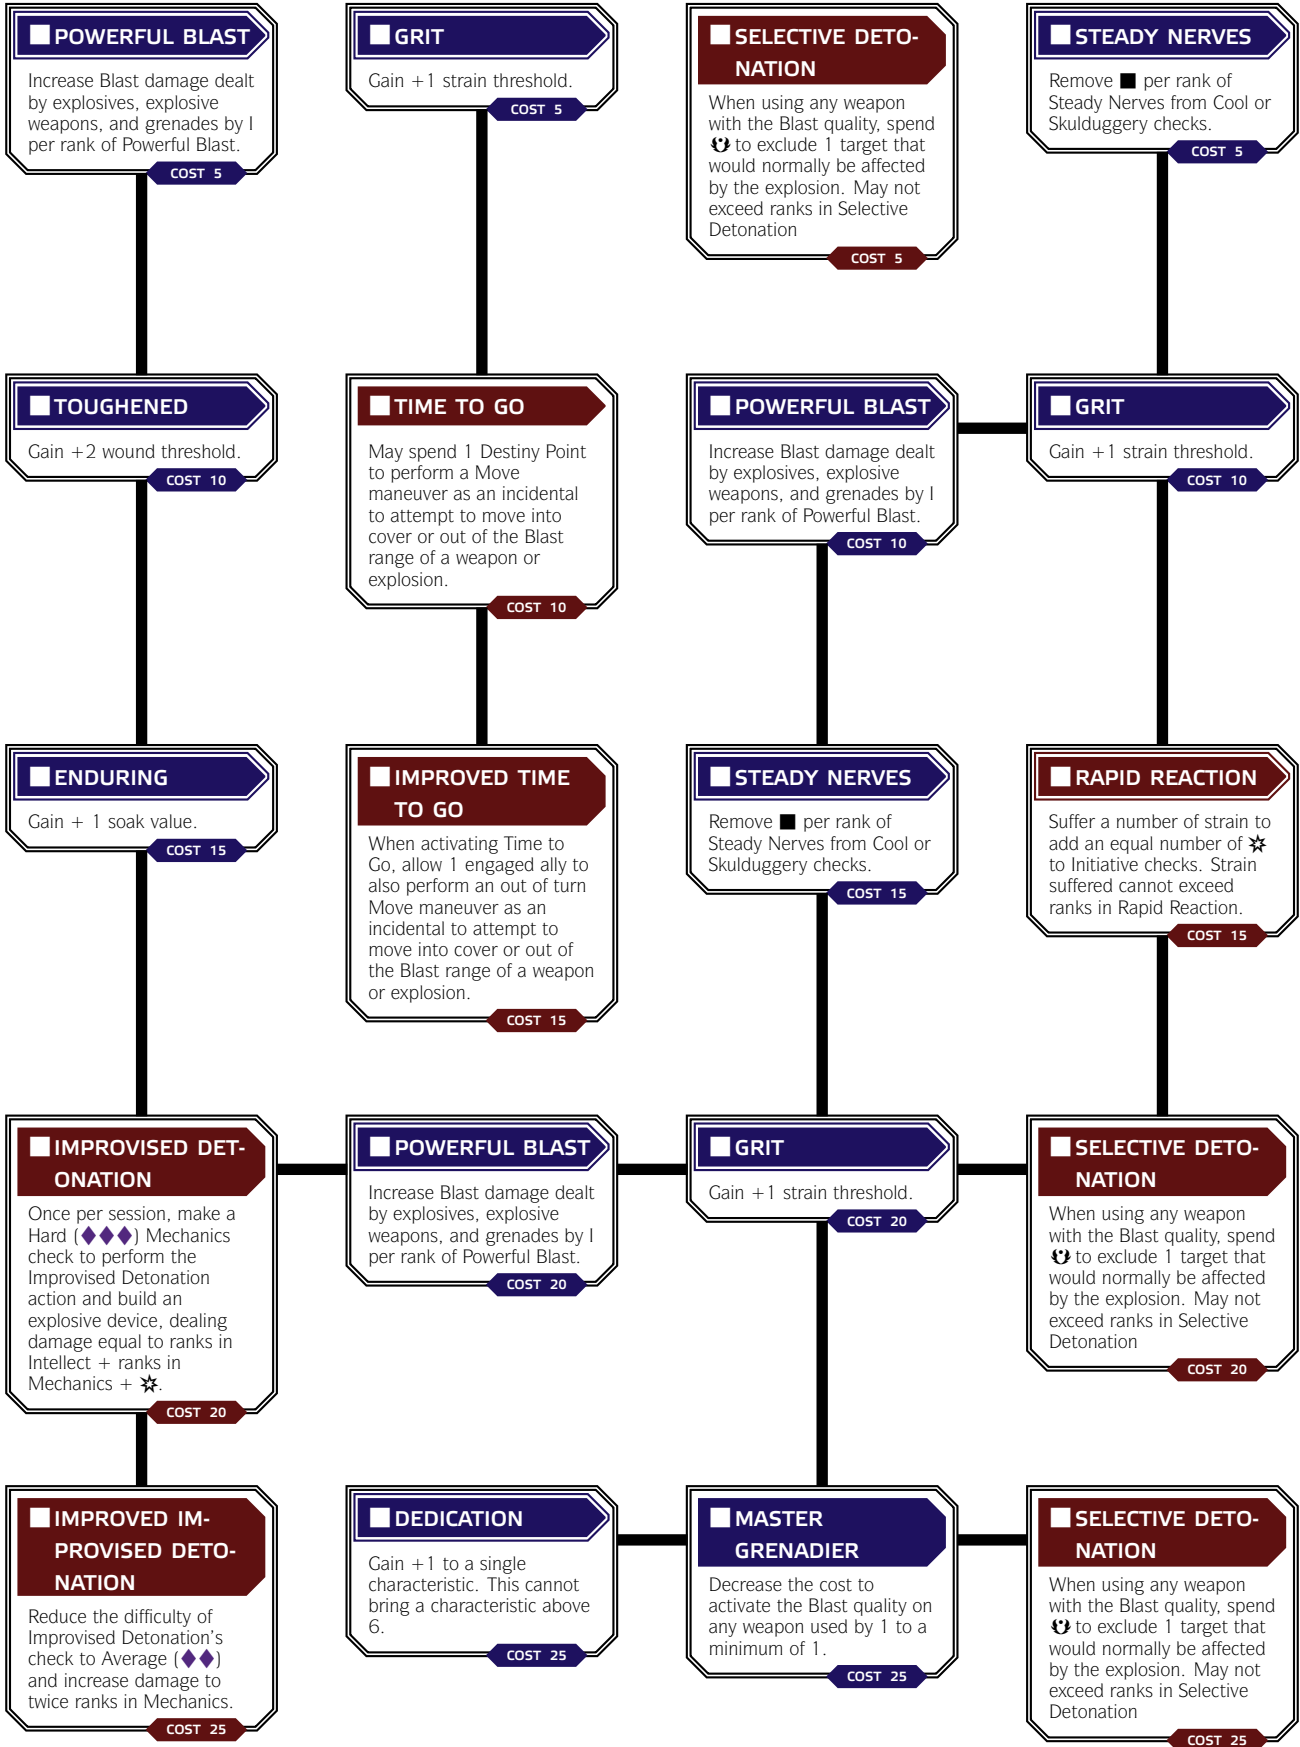 POWERFUL BLAST
Increase Blast damage dealt
by explosives, explosive
weapons, and grenades by I
per rank of Powerful Blast.
COST 5
GRIT
Gain +1 strain threshold.
COST 5
SELECTIVE DETO-
NATION
When using any weapon
with the Blast quality, spend
to exclude 1 target that
would normally be affected
by the explosion. May not
exceed ranks in Selective
Detonation
COST 5
STEADY NERVES
Remove ■ per rank of
Steady Nerves from Cool or
Skulduggery checks.
COST 5
TOUGHENED
Gain +2 wound threshold.
COST 10
TIME TO GO
May spend 1 Destiny Point
to perform a Move
maneuver as an incidental
to attempt to move into
cover or out of the Blast
range of a weapon or
explosion.
COST 10
POWERFUL BLAST
Increase Blast damage dealt
by explosives, explosive
weapons, and grenades by I
per rank of Powerful Blast.
COST 10
GRIT
Gain +1 strain threshold.
COST 10
ENDURING
Gain + 1 soak value.
COST 15
IMPROVED TIME
TO GO
When activating Time to
Go, allow 1 engaged ally to
also perform an out of turn
Move maneuver as an
incidental to attempt to
move into cover or out of
the Blast range of a weapon
or explosion.
COST 15
STEADY NERVES
Remove ■ per rank of
Steady Nerves from Cool or
Skulduggery checks.
COST 15
RAPID REACTION
Suffer a number of strain to
add an equal number of
to Initiative checks. Strain
suffered cannot exceed
ranks in Rapid Reaction.
COST 15
IMPROVISED DET-
ONATION
Once per session, make a
Hard (♦♦♦) Mechanics
check to perform the
Improvised Detonation
action and build an
explosive device, dealing
damage equal to ranks in
Intellect + ranks in
Mechanics + .
COST 20
POWERFUL BLAST
Increase Blast damage dealt
by explosives, explosive
weapons, and grenades by I
per rank of Powerful Blast.
COST 20
GRIT
Gain +1 strain threshold.
COST 20
SELECTIVE DETO-
NATION
When using any weapon
with the Blast quality, spend
to exclude 1 target that
would normally be affected
by the explosion. May not
exceed ranks in Selective
Detonation
COST 20
IMPROVED IM-
PROVISED DETO-
NATION
Reduce the difficulty of
Improvised Detonation's
check to Average (♦♦)
and increase damage to
twice ranks in Mechanics.
COST 25
DEDICATION
Gain +1 to a single
characteristic. This cannot
bring a characteristic above
6.
COST 25
MASTER
GRENADIER
Decrease the cost to
activate the Blast quality on
any weapon used by 1 to a
minimum of 1.
COST 25
SELECTIVE DETO-
NATION
When using any weapon
with the Blast quality, spend
to exclude 1 target that
would normally be affected
by the explosion. May not
exceed ranks in Selective
Detonation
COST 25